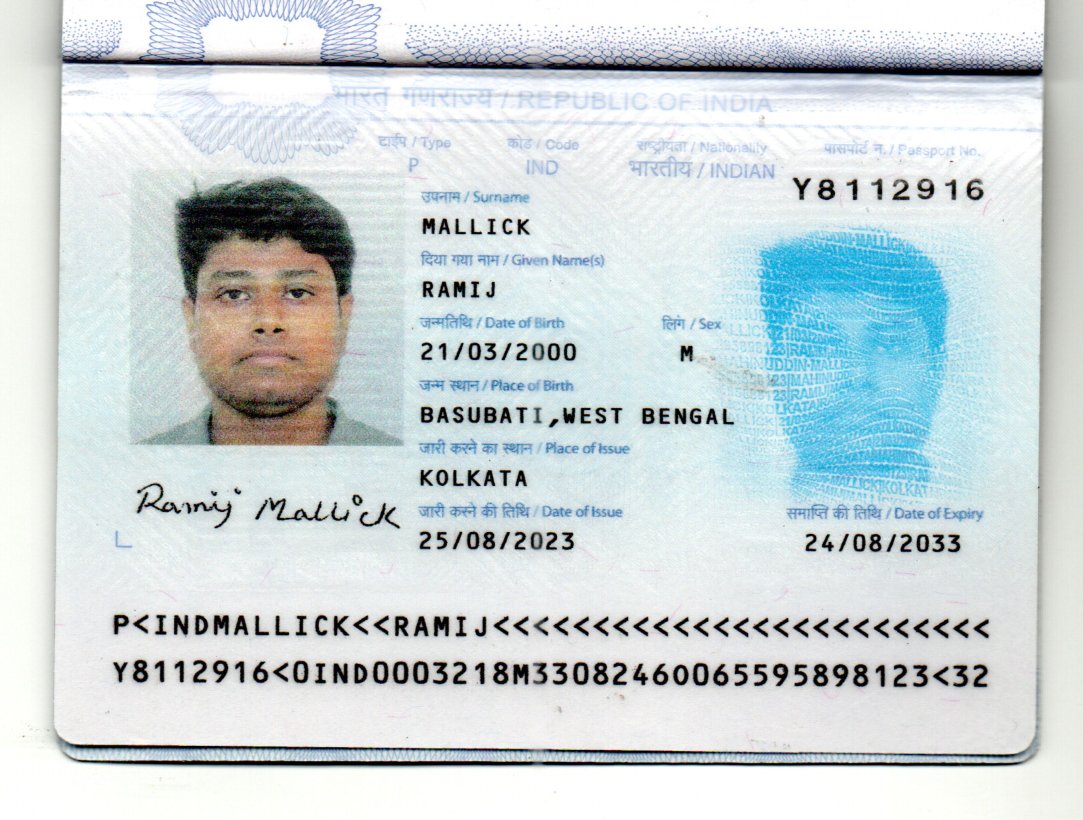 भारत गणराज्य / REPUBLIC OF INDIA
टाईप / Type कोड / Code राष्ट्रीयता / Nationality पासपोर्ट न. / Passport No.
P IND भारतीय / INDIAN Y8112916
उपनाम / Surname
MALLICK
दिया गया नाम / Given Name(s)
RAMIJ
जन्मतिथि / Date of Birth लिंग / Sex
21/03/2000 M
जन्म स्थान / Place of Birth
BASUBATI,WEST BENGAL
जारी करने का स्थान / Place of Issue
KOLKATA
Ramij Mallick
जारी करने की तिथि / Date of Issue समाप्ति की तिथि / Date of Expiry
25/08/2023 24/08/2033
P<INDMALLICK<<RAMIJ<<<<<<<<<<<<<<<<<<<<<<<<<
Y8112916<0IND0003218M33082460065595898123<32